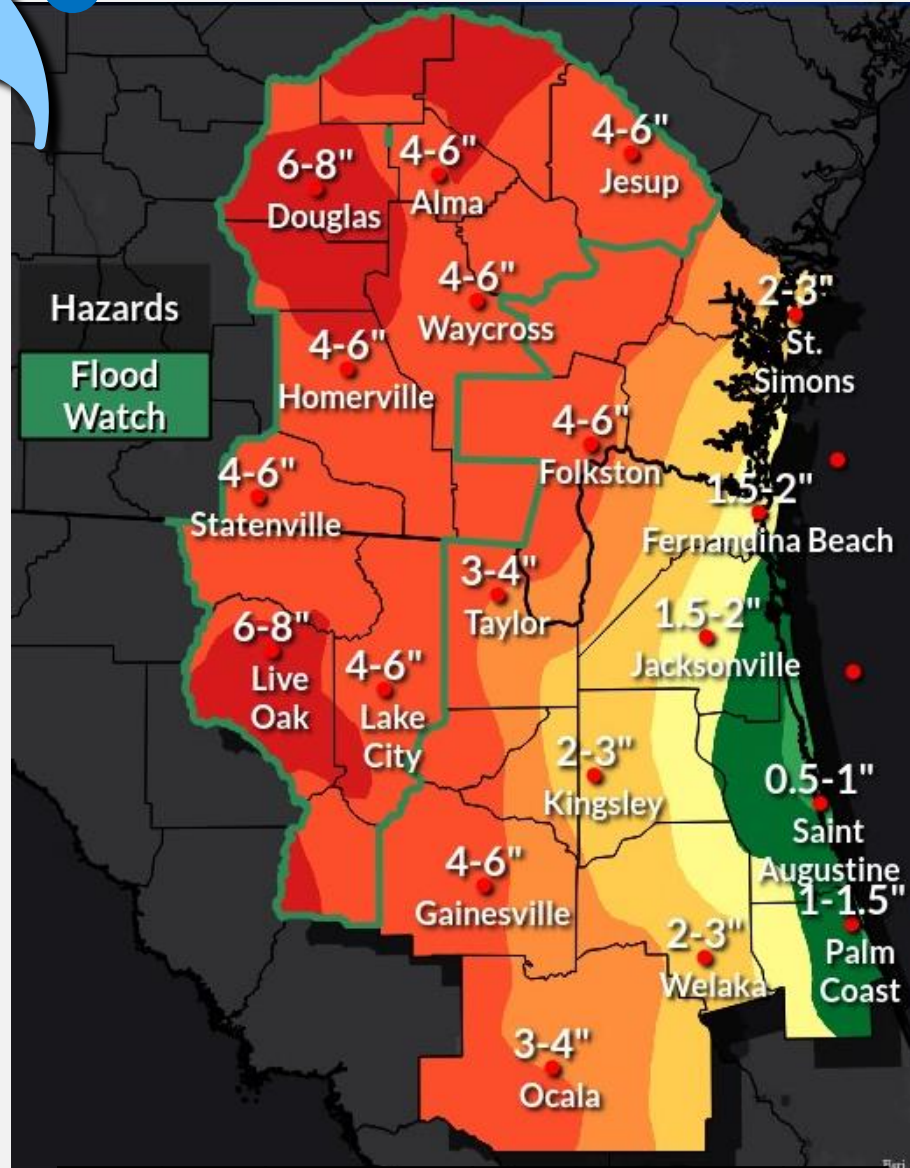 4-6"
Jesup
6-8"
Douglas
4-6"
Alma
4-6"
Waycross
2-3"
St.
Simons
Hazards
Flood
Watch
4-6"
Homerville
4-6"
Folkston
4-6"
Statenville
1.5-2"
Fernandina Beach
3-4"
Taylor
1.5-2"
Jacksonville
6-8"
Live
Oak
4-6"
Lake
City
2-3"
Kingsley
0.5-1"
Saint
Augustine
4-6"
Gainesville
1-1.5"
Palm
Coast
2-3"
Welaka
3-4"
Ocala